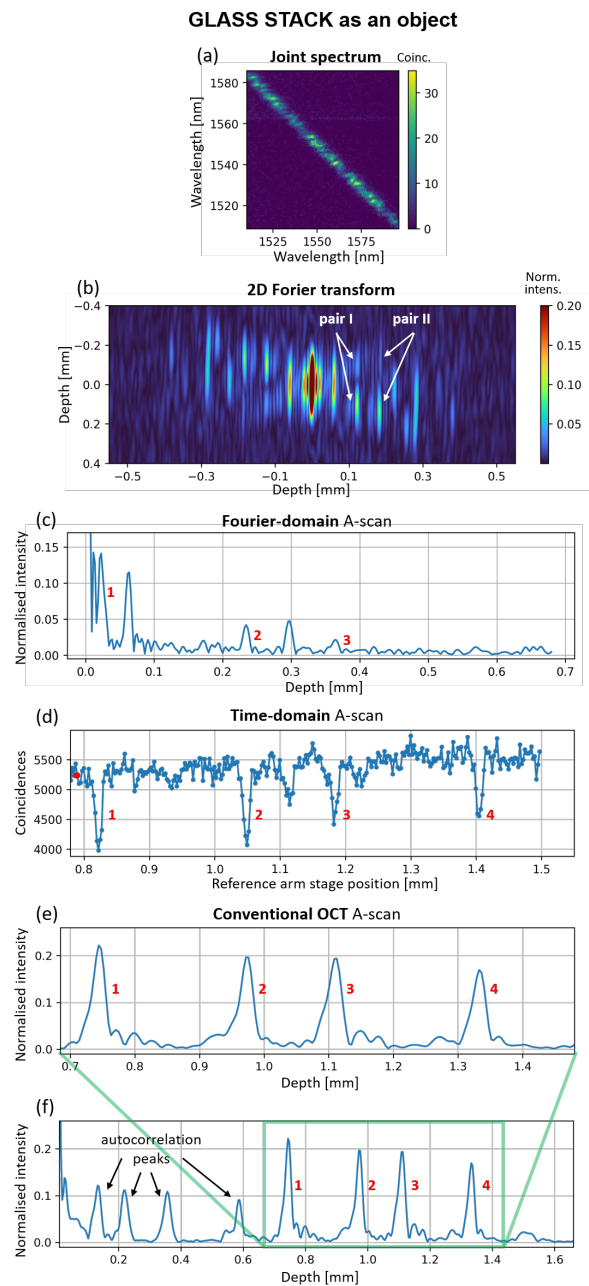 GLASS STACK as an object
(a)
Joint spectrum
Coinc.
Wavelength [nm]
1580
1560
1540
1520
1525
1550
1575
Wavelength [nm]
30
20
10
0
(b)
2D Forier transform
Norm.
intens.
Depth [mm]
−0.4
−0.2
0.0
0.2
0.4
pair I
pair II
−0.5
−0.3
−0.1
0.1
0.3
0.5
Depth [mm]
0.20
0.15
0.10
0.05
(c)
Fourier-domain A-scan
Normalised intensity
0.15
0.10
0.05
0.00
1
2
3
0.0
0.1
0.2
0.3
0.4
0.5
0.6
0.7
Depth [mm]
(d)
Time-domain A-scan
Coincidences
5500
5000
4500
4000
1
2
3
4
0.8
0.9
1.0
1.1
1.2
1.3
1.4
1.5
Reference arm stage position [mm]
(e)
Conventional OCT A-scan
Normalised intensity
0.2
0.1
0.0
1
2
3
4
0.7
0.8
0.9
1.0
1.1
1.2
1.3
1.4
Depth [mm]
(f)
Normalised intensity
0.2
0.1
0.0
autocorrelation
peaks
1
2
3
4
0.2
0.4
0.6
0.8
1.0
1.2
1.4
1.6
Depth [mm]